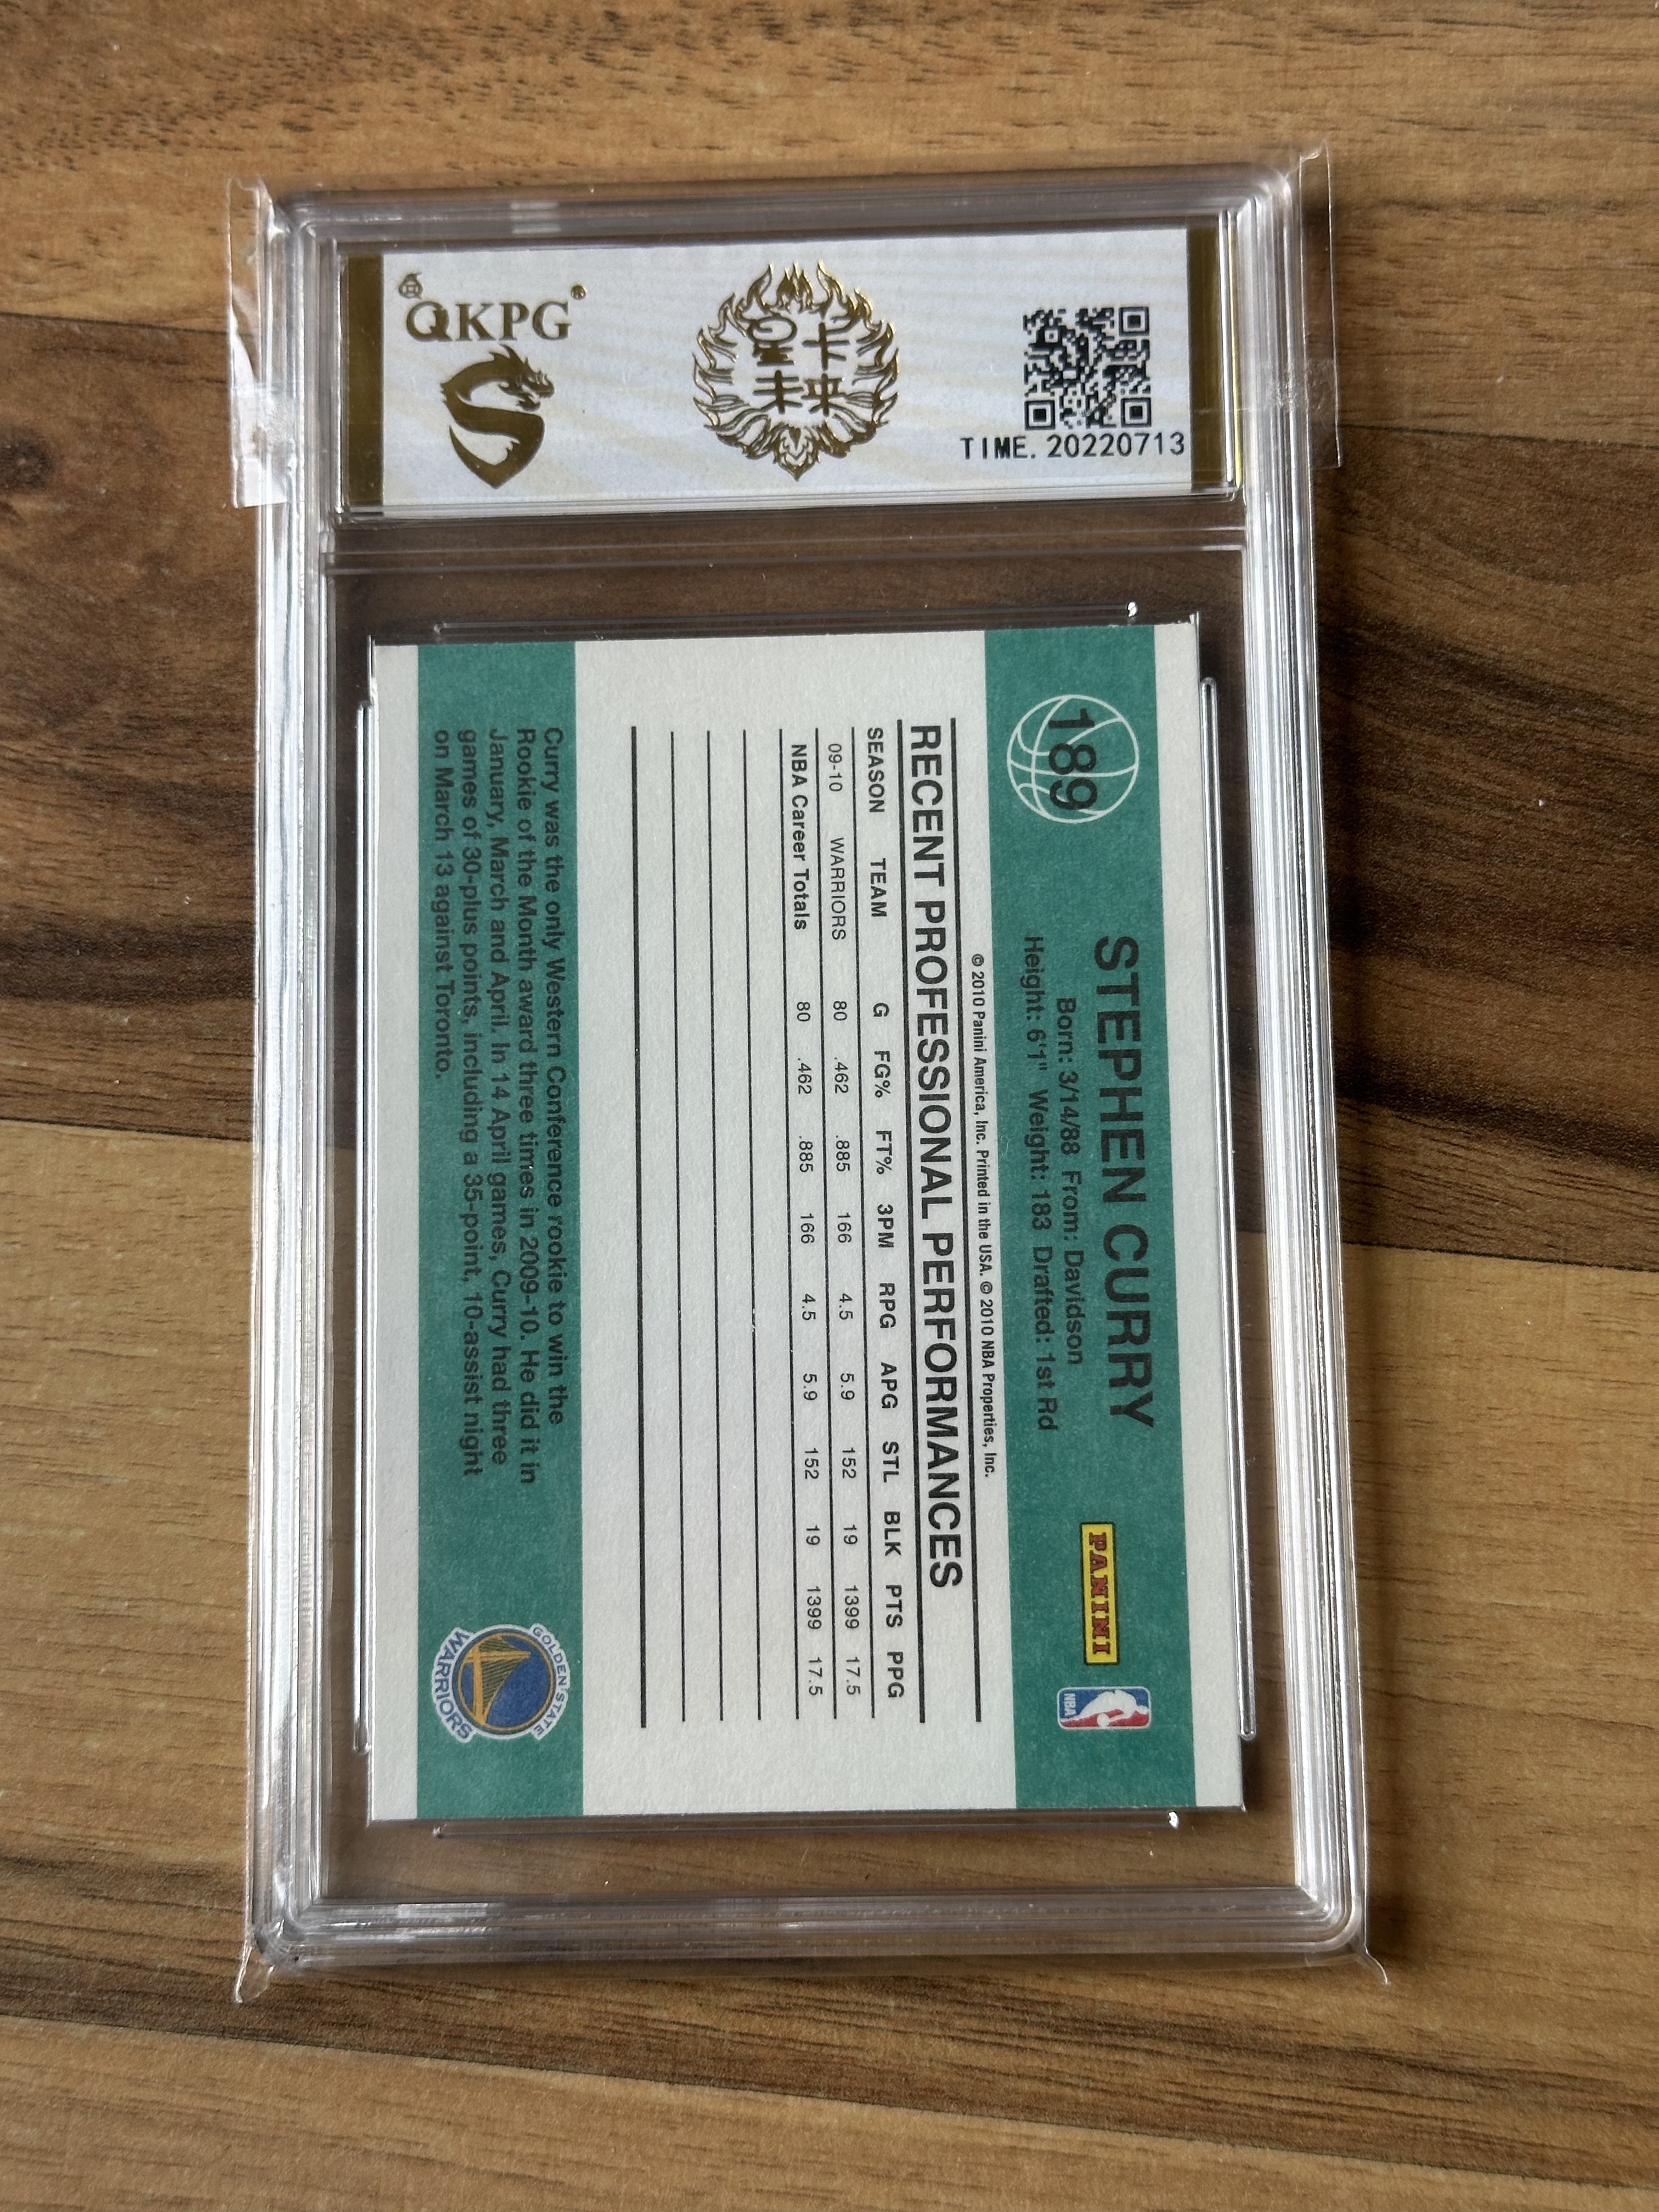 QKPG®
TIME. 20220713
189
STEPHEN CURRY
Born: 3/14/88 From: Davidson
Height: 6'1" Weight: 183 Drafted: 1st Rd
PANINI
NBA
© 2010 Panini America, Inc. Printed in the USA. © 2010 NBA Properties, Inc.
RECENT PROFESSIONAL PERFORMANCES
SEASON TEAM G FG% FT% 3PM RPG APG STL BLK PTS PPG
09-10 WARRIORS 80 .462 .885 166 4.5 5.9 152 19 1399 17.5
NBA Career Totals 80 .462 .885 166 4.5 5.9 152 19 1399 17.5
Curry was the only Western Conference rookie to win the
Rookie of the Month award three times in 2009-10. He did it in
January, March and April. In 14 April games, Curry had three
games of 30-plus points, including a 35-point, 10-assist night
on March 13 against Toronto.
GOLDEN STATE
WARRIORS